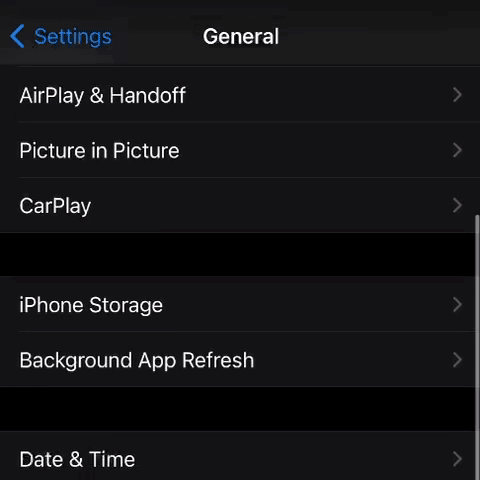 Settings
General
AirPlay & Handoff
Picture in Picture
CarPlay
iPhone Storage
Background App Refresh
Date & Time